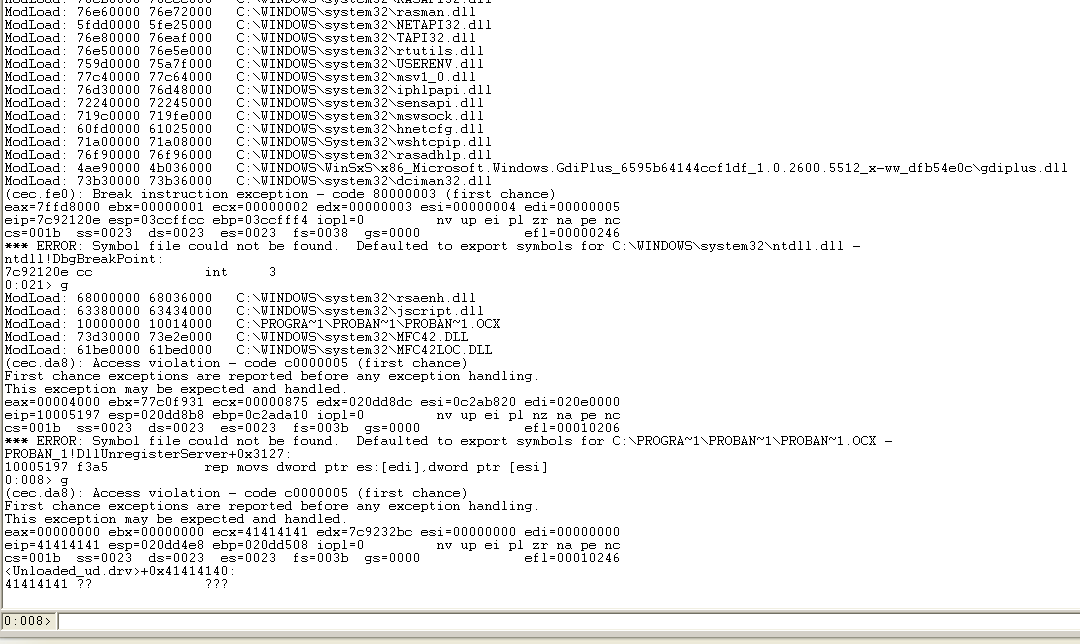 ModLoad: 76e60000 76e72000   C:\WINDOWS\system32\rasman.dll
ModLoad: 5fdd0000 5fe25000   C:\WINDOWS\system32\NETAPI32.dll
ModLoad: 76e80000 76eaf000   C:\WINDOWS\system32\TAPI32.dll
ModLoad: 76e50000 76e5e000   C:\WINDOWS\system32\rtutils.dll
ModLoad: 759d0000 75a7f000   C:\WINDOWS\system32\USERENV.dll
ModLoad: 77c40000 77c64000   C:\WINDOWS\system32\msv1_0.dll
ModLoad: 76d30000 76d48000   C:\WINDOWS\system32\iphlpapi.dll
ModLoad: 72240000 72245000   C:\WINDOWS\system32\sensapi.dll
ModLoad: 719c0000 719fe000   C:\WINDOWS\system32\mswsock.dll
ModLoad: 60fd0000 61025000   C:\WINDOWS\system32\hnetcfg.dll
ModLoad: 71a00000 71a08000   C:\WINDOWS\system32\wshtcpip.dll
ModLoad: 76f90000 76f96000   C:\WINDOWS\system32\rasadhlp.dll
ModLoad: 4ae90000 4b036000   C:\WINDOWS\WinSxS\x86_Microsoft.Windows.GdiPlus_6595b64144ccf1df_1.0.2600.5512_x-ww_dfb54e0c\gdiplus.dll
ModLoad: 73b30000 73b36000   C:\WINDOWS\system32\dciman32.dll
(cec.fe0): Break instruction exception - code 80000003 (first chance)
eax=7ffd8000 ebx=00000001 ecx=00000002 edx=00000003 esi=00000004 edi=00000005
eip=7c92120e esp=03ccffcc ebp=03ccfff4 iopl=0         nv up ei pl zr na pe nc
cs=001b  ss=0023  ds=0023  es=0023  fs=0038  gs=0000             efl=00000246
*** ERROR: Symbol file could not be found.  Defaulted to export symbols for C:\WINDOWS\system32\ntdll.dll -
ntdll!DbgBreakPoint:
7c92120e cc              int     3
0:021> g
ModLoad: 68000000 68036000   C:\WINDOWS\system32\rsaenh.dll
ModLoad: 63380000 63434000   C:\WINDOWS\system32\jscript.dll
ModLoad: 10000000 10014000   C:\PROGRA~1\PROBAN~1\PROBAN~1.OCX
ModLoad: 73d30000 73e2e000   C:\WINDOWS\system32\MFC42.DLL
ModLoad: 61be0000 61bed000   C:\WINDOWS\system32\MFC42LOC.DLL
(cec.da8): Access violation - code c0000005 (first chance)
First chance exceptions are reported before any exception handling.
This exception may be expected and handled.
eax=00004000 ebx=77c0f931 ecx=00000875 edx=020dd8dc esi=0c2ab820 edi=020e0000
eip=10005197 esp=020dd8b8 ebp=0c2ada10 iopl=0         nv up ei pl nz na pe nc
cs=001b  ss=0023  ds=0023  es=0023  fs=003b  gs=0000             efl=00010206
*** ERROR: Symbol file could not be found.  Defaulted to export symbols for C:\PROGRA~1\PROBAN~1\PROBAN~1.OCX -
PROBAN_1!DllUnregisterServer+0x3127:
10005197 f3a5            rep movs dword ptr es:[edi],dword ptr [esi]
0:008> g
(cec.da8): Access violation - code c0000005 (first chance)
First chance exceptions are reported before any exception handling.
This exception may be expected and handled.
eax=00000000 ebx=00000000 ecx=41414141 edx=7c9232bc esi=00000000 edi=00000000
eip=41414141 esp=020dd4e8 ebp=020dd508 iopl=0         nv up ei pl zr na pe nc
cs=001b  ss=0023  ds=0023  es=0023  fs=003b  gs=0000             efl=00010246
<Unloaded_ud.drv>+0x41414140:
41414141 ??              ???
0:008>